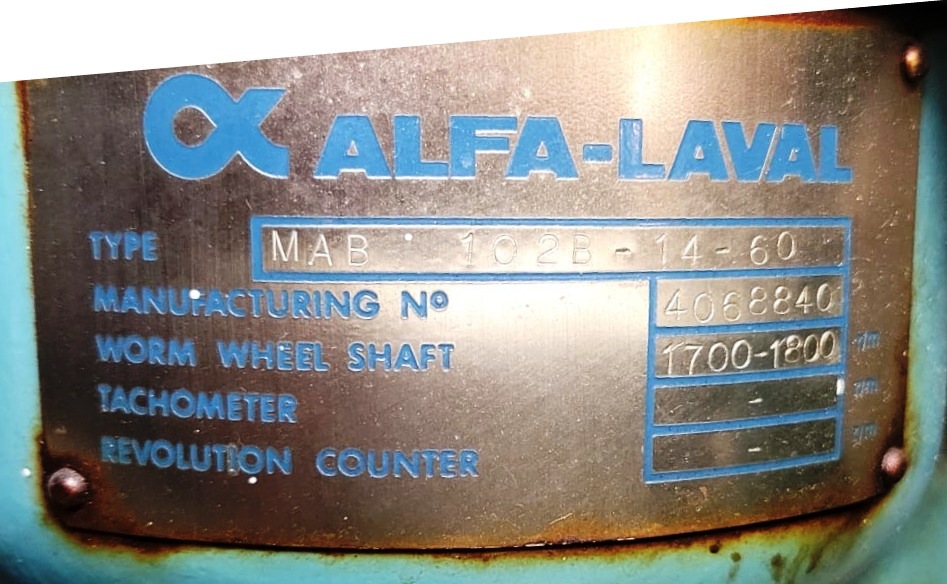 ALFA-LAVAL
TYPE MAB 102B-14-60
MANUFACTURING Nº 4068840
WORM WHEEL SHAFT 1700-1800 r/m
TACHOMETER - r/m
REVOLUTION COUNTER - r/m